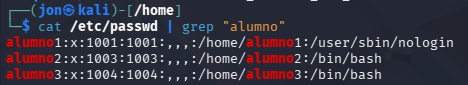 ┌──(jon㉿kali)-[/home]
└─$ cat /etc/passwd | grep "alumno"
alumno1:x:1001:1001:,,,:/home/alumno1:/user/sbin/nologin
alumno2:x:1003:1003:,,,:/home/alumno2:/bin/bash
alumno3:x:1004:1004:,,,:/home/alumno3:/bin/bash